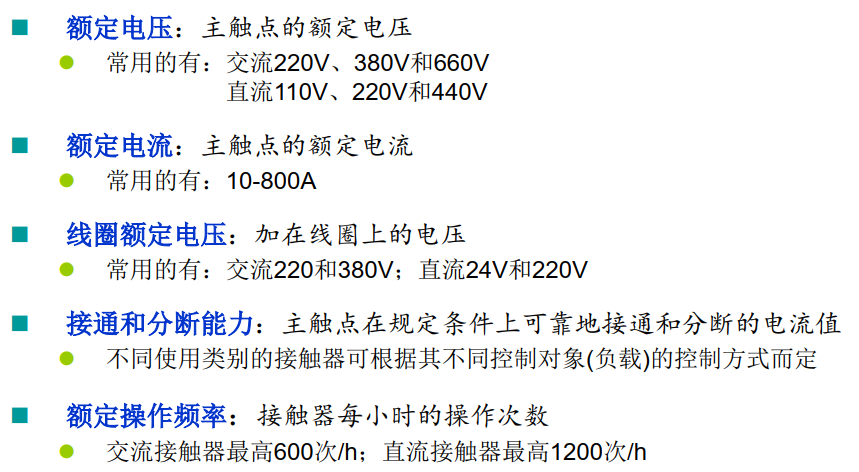 额定电压：主触点的额定电压
常用的有：交流220V、380V和660V
直流110V、220V和440V
额定电流：主触点的额定电流
常用的有：10-800A
线圈额定电压：加在线圈上的电压
常用的有：交流220和380V；直流24V和220V
接通和分断能力：主触点在规定条件上可靠地接通和分断的电流值
不同使用类别的接触器可根据其不同控制对象(负载)的控制方式而定
额定操作频率：接触器每小时的操作次数
交流接触器最高600次/h；直流接触器最高1200次/h